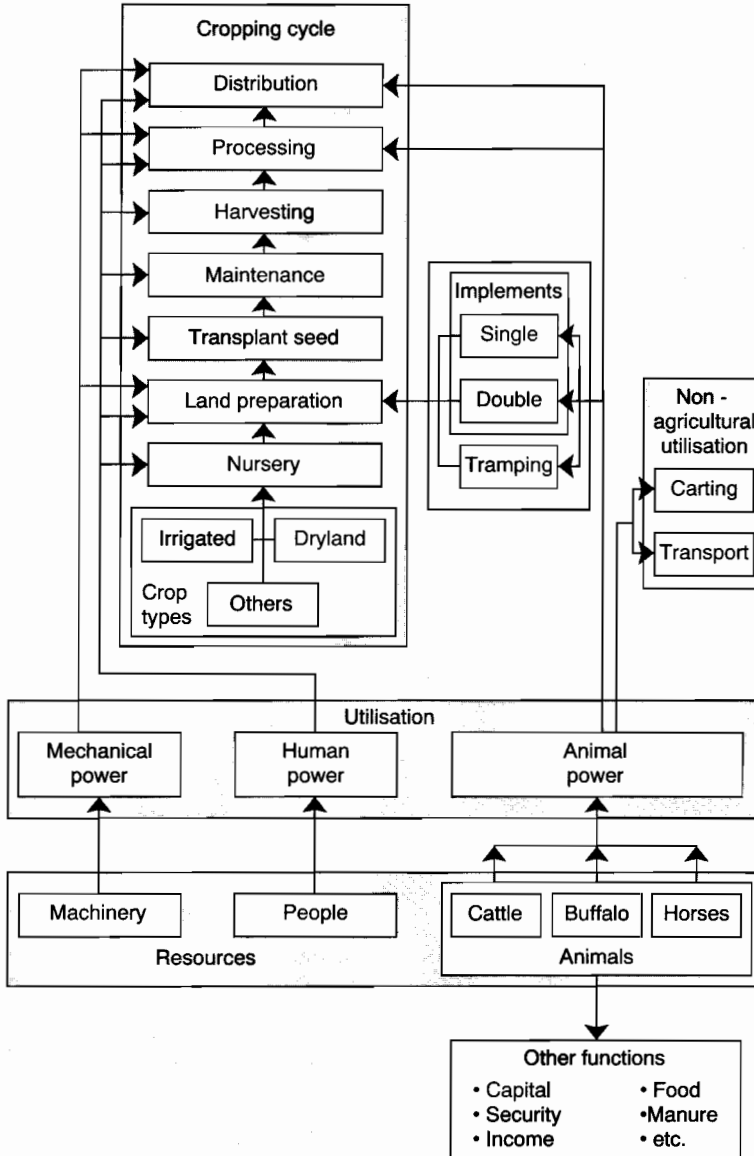 Cropping cycle
Distribution
Processing
Harvesting
Maintenance
Transplant seed
Land preparation
Nursery
Irrigated
Dryland
Others
Crop
types
Implements
Single
Double
Tramping
Non -
agricultural
utilisation
Carting
Transport
Utilisation
Mechanical
power
Human
power
Animal
power
Machinery
People
Cattle
Buffalo
Horses
Resources
Animals
Other functions
• Capital
• Food
• Security
•Manure
• Income
• etc.